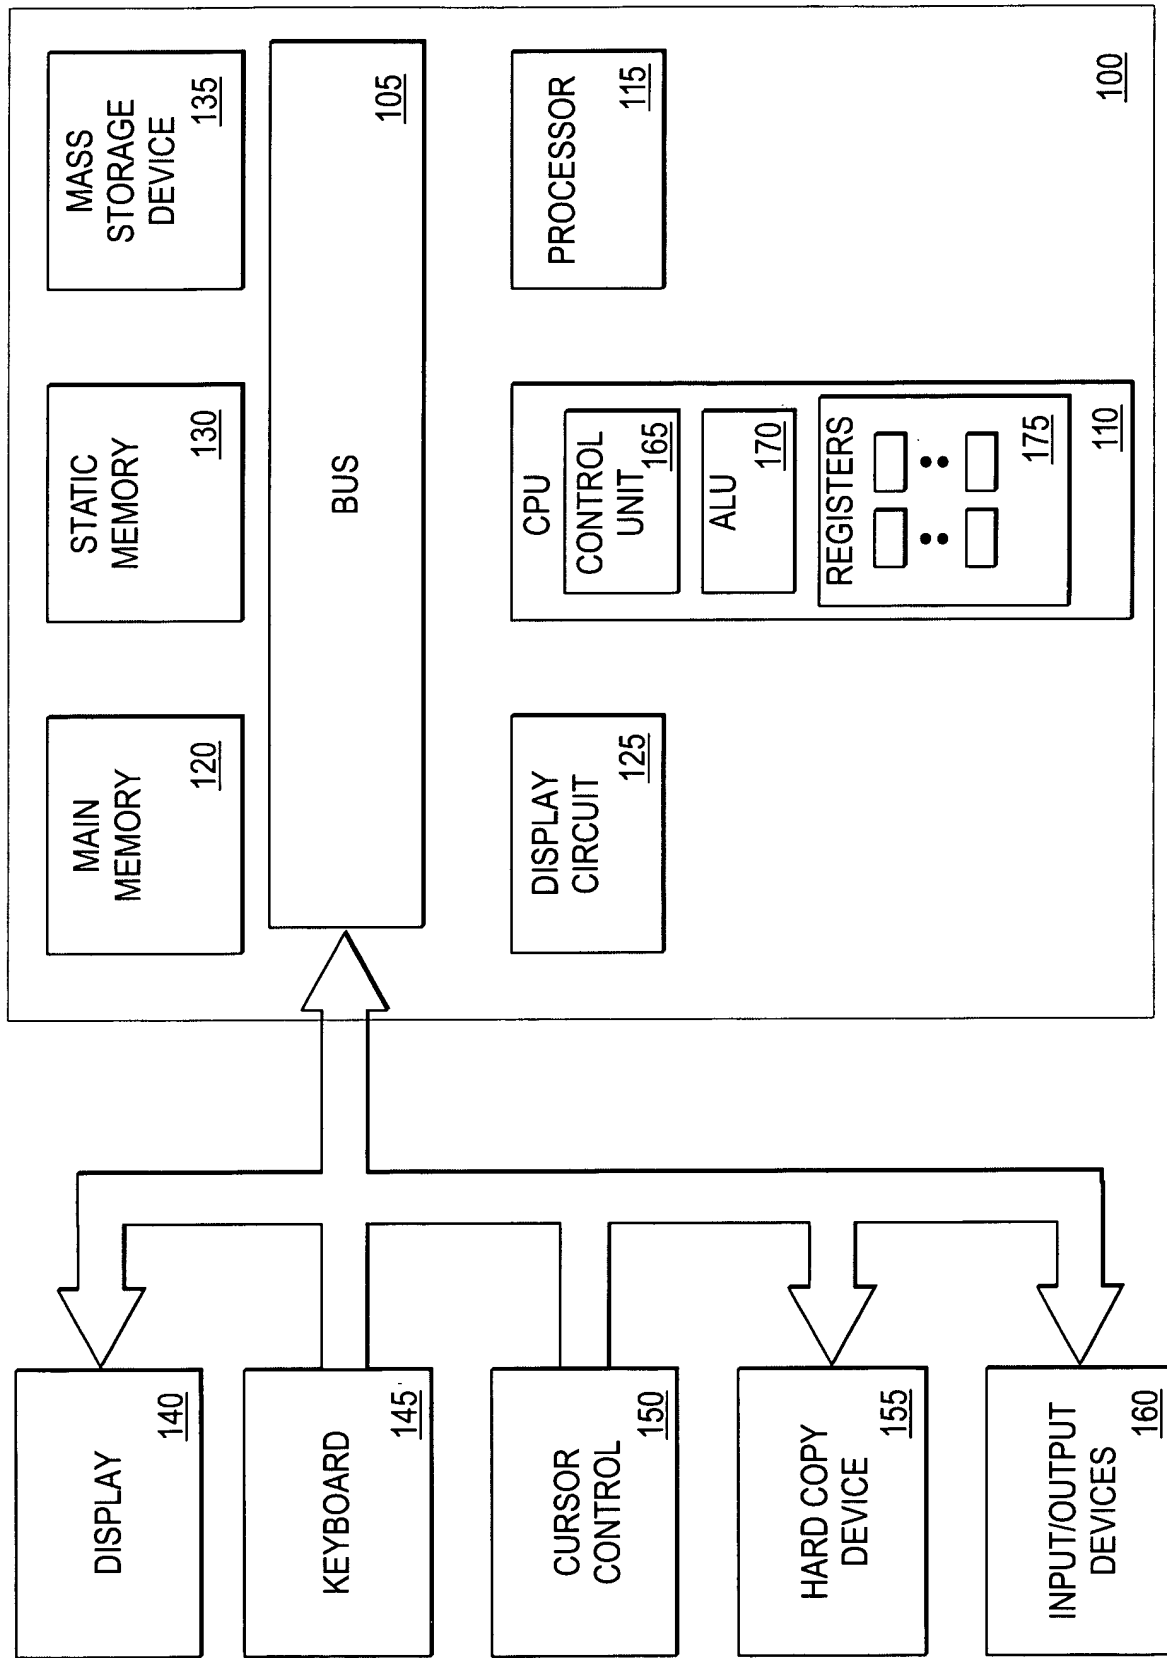 DISPLAY
140
KEYBOARD
145
CURSOR
CONTROL
150
HARD COPY
DEVICE
155
INPUT/OUTPUT
DEVICES
160
MAIN
MEMORY
120
STATIC
MEMORY
130
MASS
STORAGE
DEVICE
135
BUS
105
DISPLAY
CIRCUIT
125
CPU
CONTROL
UNIT
165
ALU
170
REGISTERS
175
110
PROCESSOR
115
100